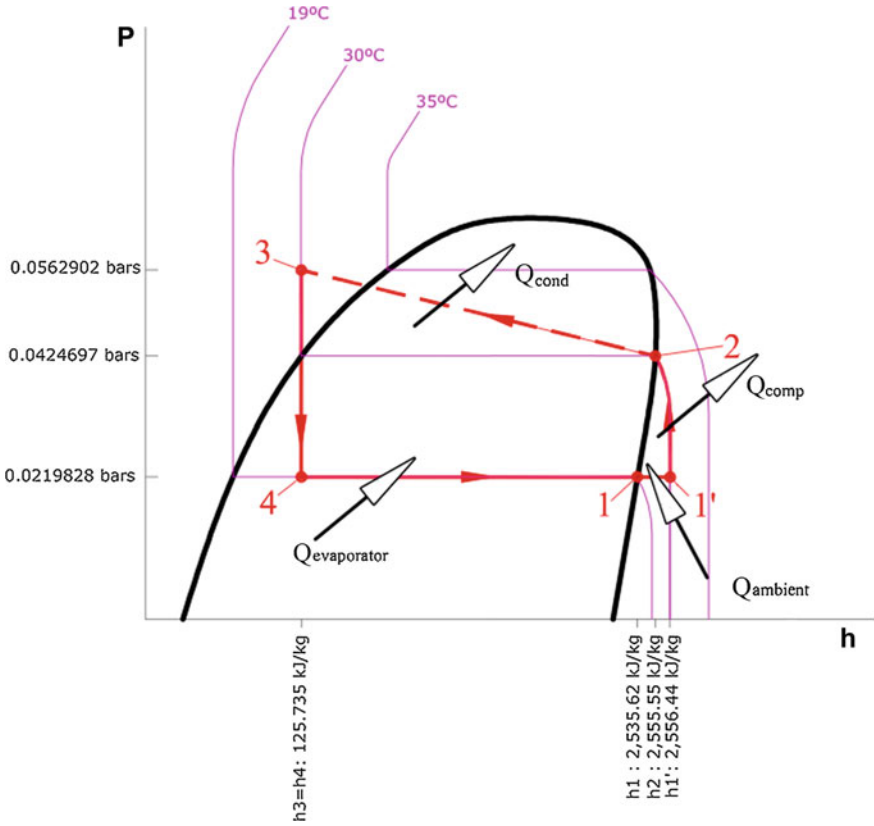 P
19ºC
30ºC
35ºC
0.0562902 bars
3
Qcond
0.0424697 bars
2
Qcomp
0.0219828 bars
4
1
1'
Qevaporator
Qambient
h
h3=h4: 125.735 kJ/kg
h1 : 2,535.62 kJ/kg
h2 : 2,555.55 kJ/kg
h1': 2,556.44 kJ/kg